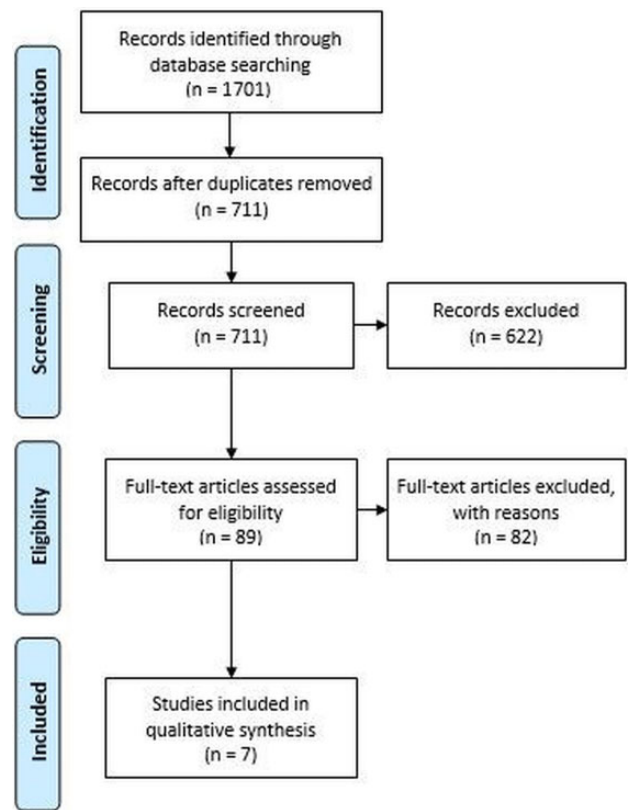 Identification
Records identified through
database searching
(n = 1701)
Records after duplicates removed
(n = 711)
Screening
Records screened
(n = 711)
Records excluded
(n = 622)
Eligibility
Full-text articles assessed
for eligibility
(n = 89)
Full-text articles excluded,
with reasons
(n = 82)
Included
Studies included in
qualitative synthesis
(n = 7)